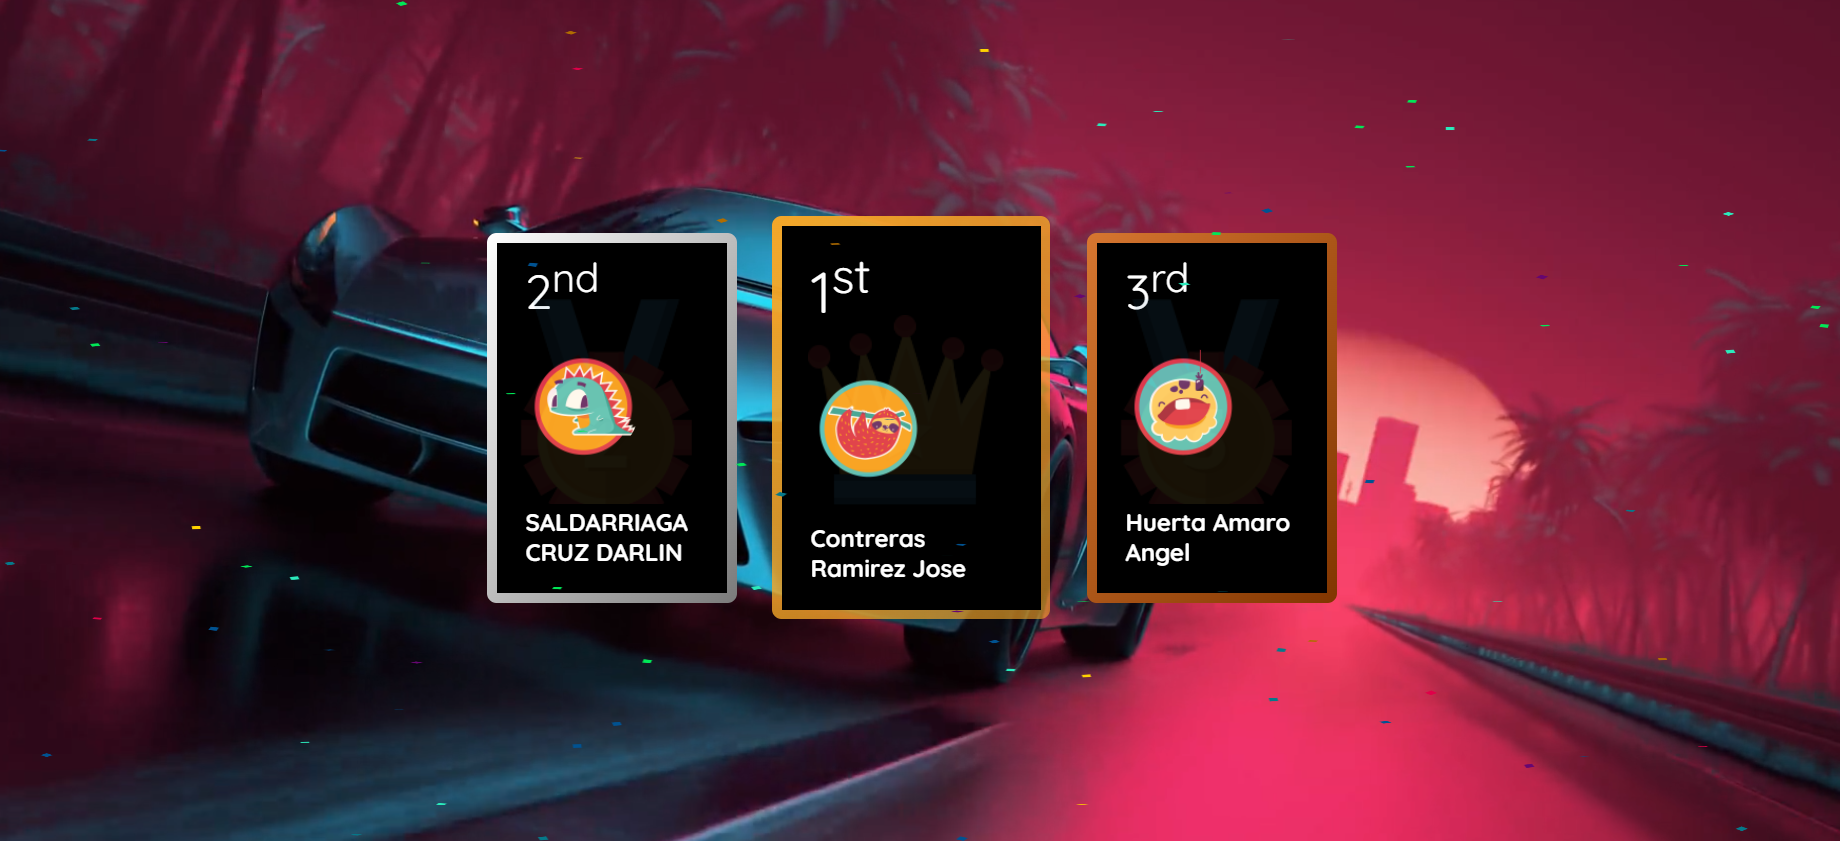 2nd
SALDARRIAGA
CRUZ DARLIN
1st
Contreras
Ramirez Jose
3rd
Huerta Amaro
Angel